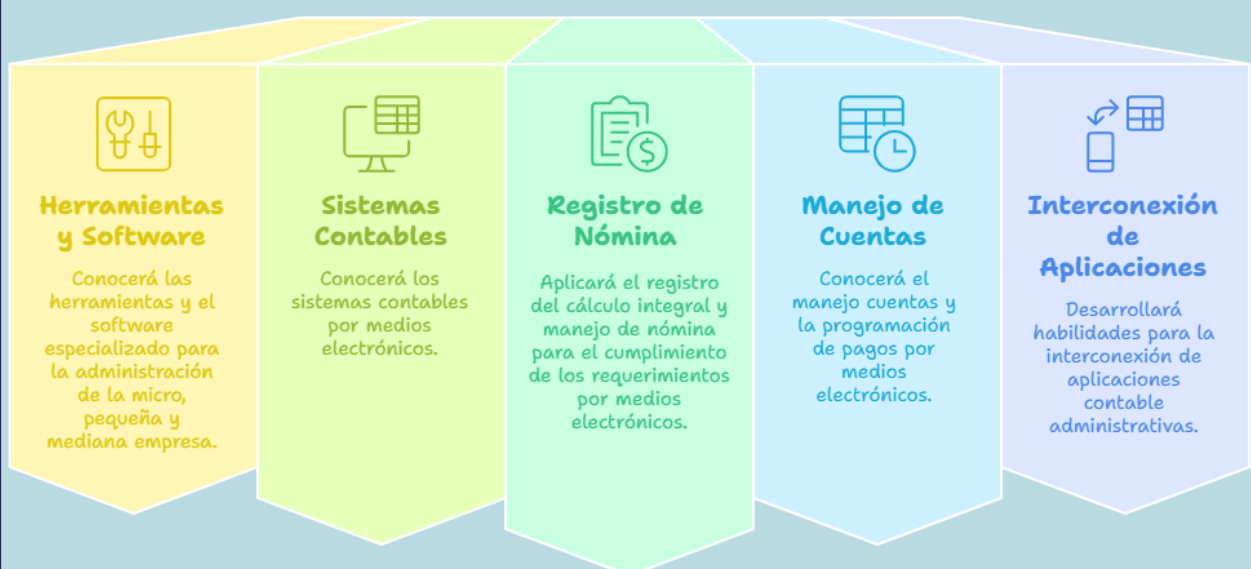 Herramientas
y Software
Conocerá las
herramientas y el
software
especializado para
la administración
de la micro,
pequeña y
mediana empresa.
Sistemas
Contables
Conocerá los
sistemas contables
por medios
electrónicos.
Registro de
Nómina
Aplicará el registro
del cálculo integral y
manejo de nómina
para el cumplimiento
de los requerimientos
por medios
electrónicos.
Manejo de
Cuentas
Conocerá el
manejo cuentas y
la programación
de pagos por
medios
electrónicos.
Interconexión
de
Aplicaciones
Desarrollará
habilidades para la
interconexión de
aplicaciones
contable
administrativas.